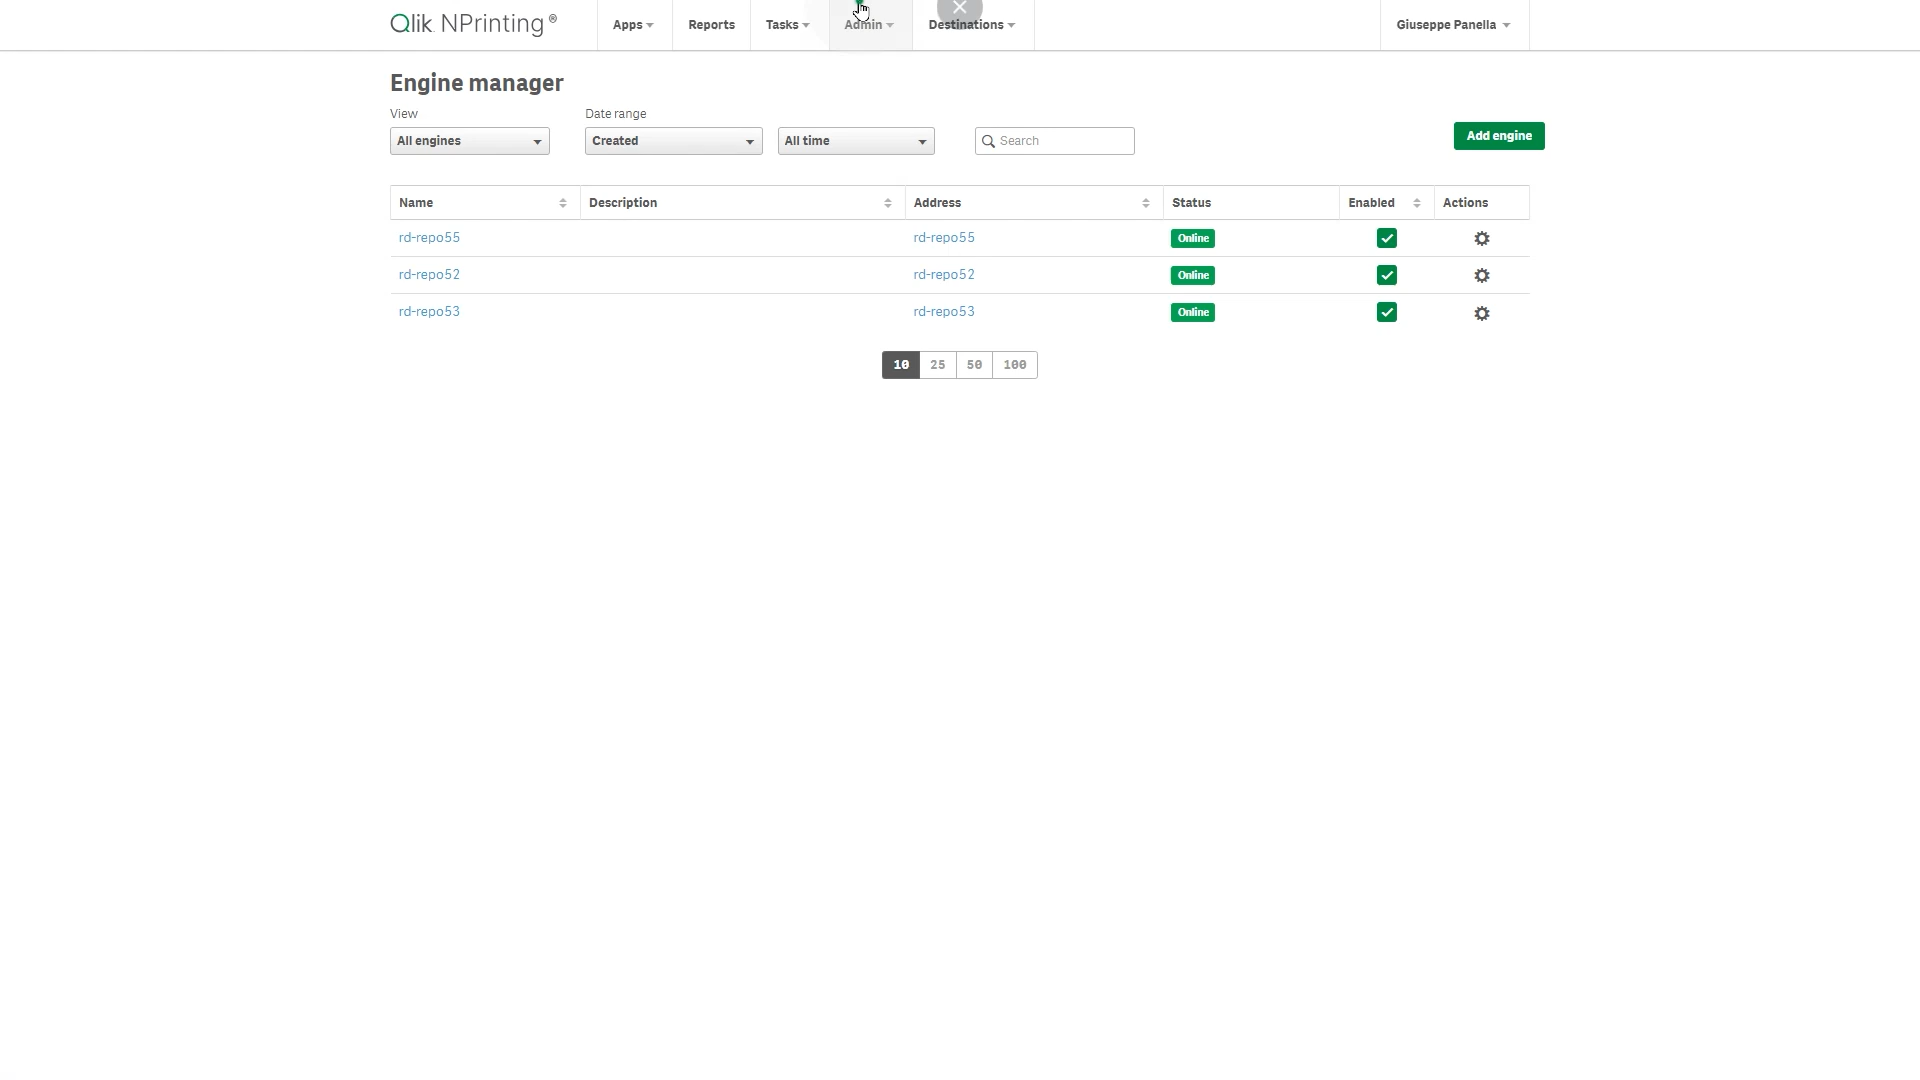 Qlik NPrinting ®
Apps
Reports
Tasks
Admin
Destinations
Giuseppe Panella
Engine manager
View
Date range
All engines
Created
All time
Search
Add engine
Name Description Address Status Enabled Actions
rd-repo55 rd-repo55 Online
rd-repo52 rd-repo52 Online
rd-repo53 rd-repo53 Online
10 25 50 100